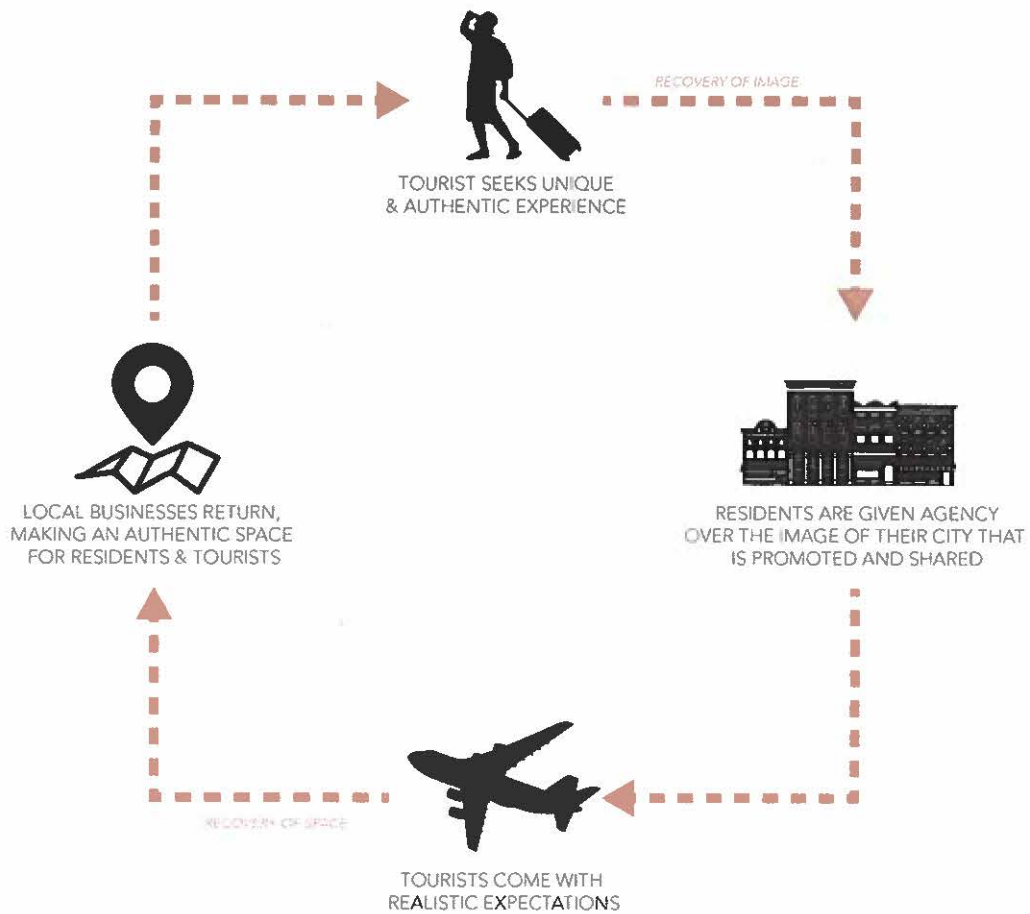 RECOVERY OF IMAGE
TOURIST SEEKS UNIQUE
& AUTHENTIC EXPERIENCE
LOCAL BUSINESSES RETURN,
MAKING AN AUTHENTIC SPACE
FOR RESIDENTS & TOURISTS
RESIDENTS ARE GIVEN AGENCY
OVER THE IMAGE OF THEIR CITY THAT
IS PROMOTED AND SHARED
RECOVERY OF SPACE
TOURISTS COME WITH
REALISTIC EXPECTATIONS